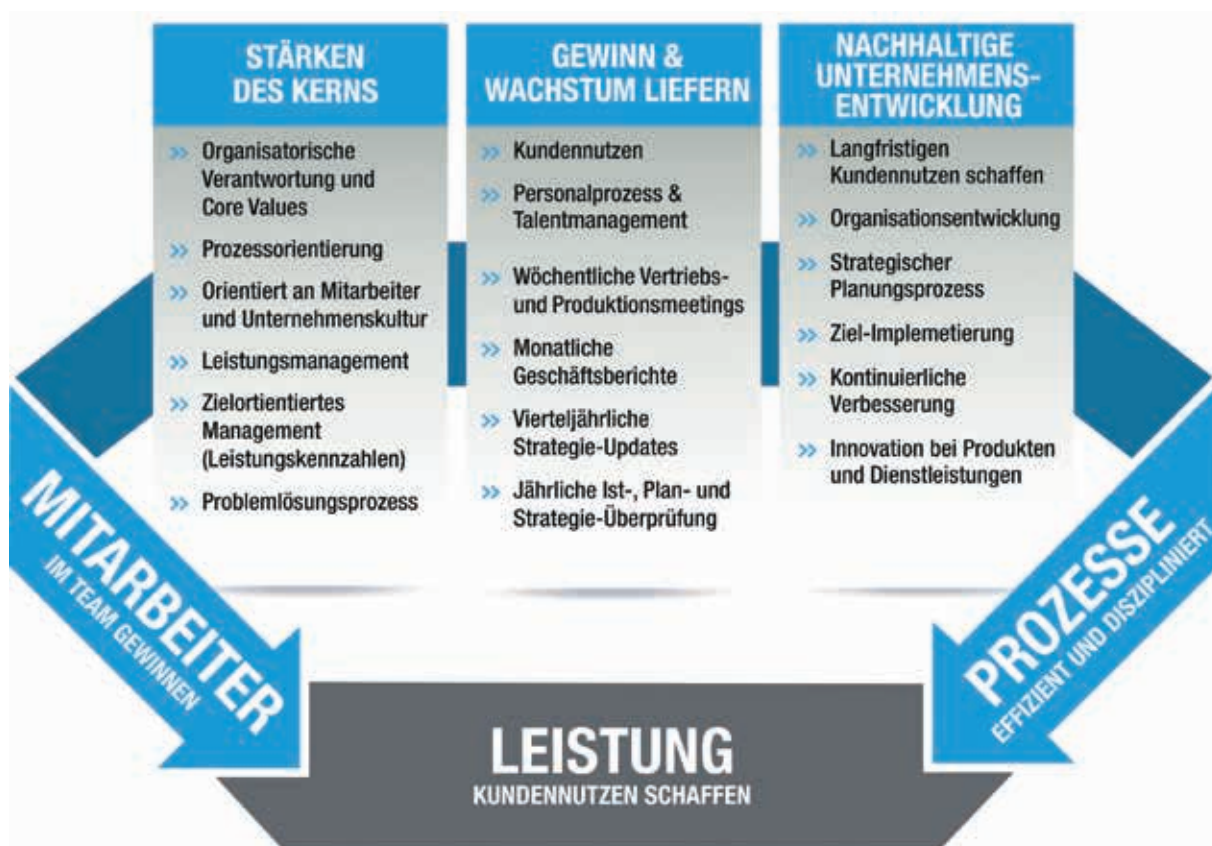 STÄRKEN
DES KERNS
Organisatorische
Verantwortung und
Core Values
Prozessorientierung
Orientiert an Mitarbeiter
und Unternehmenskultur
Leistungsmanagement
Zielortientiertes
Management
(Leistungskennzahlen)
Problemlösungsprozess
GEWINN &
WACHSTUM LIEFERN
Kundennutzen
Personalprozess &
Talentmanagement
Wöchentliche Vertriebs-
und Produktionsmeetings
Monatliche
Geschäftsberichte
Vierteljährliche
Strategie-Updates
Jährliche Ist-, Plan- und
Strategie-Überprüfung
NACHHALTIGE
UNTERNEHMENS-
ENTWICKLUNG
Langfristigen
Kundennutzen schaffen
Organisationsentwicklung
Strategischer
Planungsprozess
Ziel-Implemetierung
Kontinuierliche
Verbesserung
Innovation bei Produkten
und Dienstleistungen
MITARBEITER
IM TEAM GEWINNEN
PROZESSE
EFFIZIENT UND DISZIPLINIERT
LEISTUNG
KUNDENNUTZEN SCHAFFEN